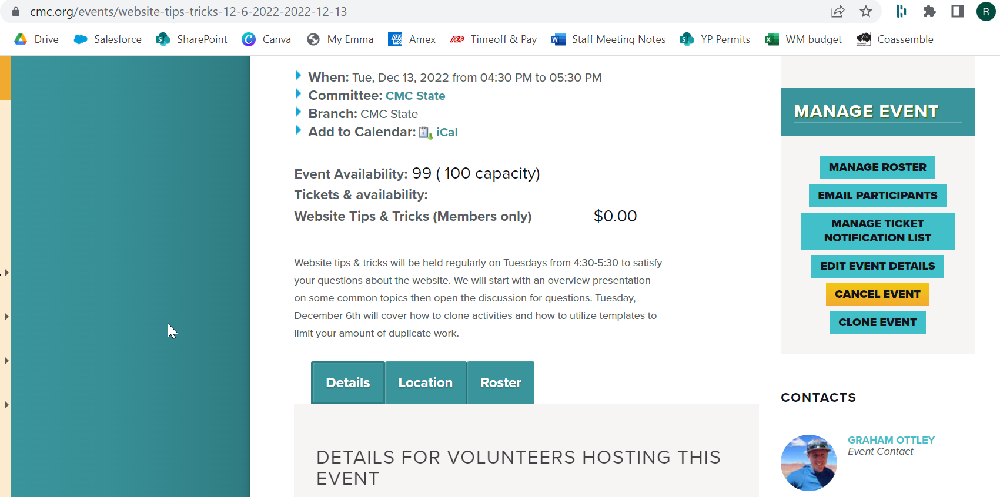 cmc.org/events/website-tips-tricks-12-6-2022-2022-12-13
R
Drive Salesforce SharePoint Canva My Emma AM EX Amex ADP Timeoff & Pay Staff Meeting Notes YP Permits WM budget Coassemble
When: Tue, Dec 13, 2022 from 04:30 PM to 05:30 PM
Committee: CMC State
Branch: CMC State
Add to Calendar: iCal
Event Availability: 99 ( 100 capacity)
Tickets & availability:
Website Tips & Tricks (Members only) $0.00
Website tips & tricks will be held regularly on Tuesdays from 4:30-5:30 to satisfy
your questions about the website. We will start with an overview presentation
on some common topics then open the discussion for questions. Tuesday,
December 6th will cover how to clone activities and how to utilize templates to
limit your amount of duplicate work.
Details Location Roster
DETAILS FOR VOLUNTEERS HOSTING THIS
EVENT
MANAGE EVENT
MANAGE ROSTER
EMAIL PARTICIPANTS
MANAGE TICKET
NOTIFICATION LIST
EDIT EVENT DETAILS
CANCEL EVENT
CLONE EVENT
CONTACTS
GRAHAM OTTLEY
Event Contact